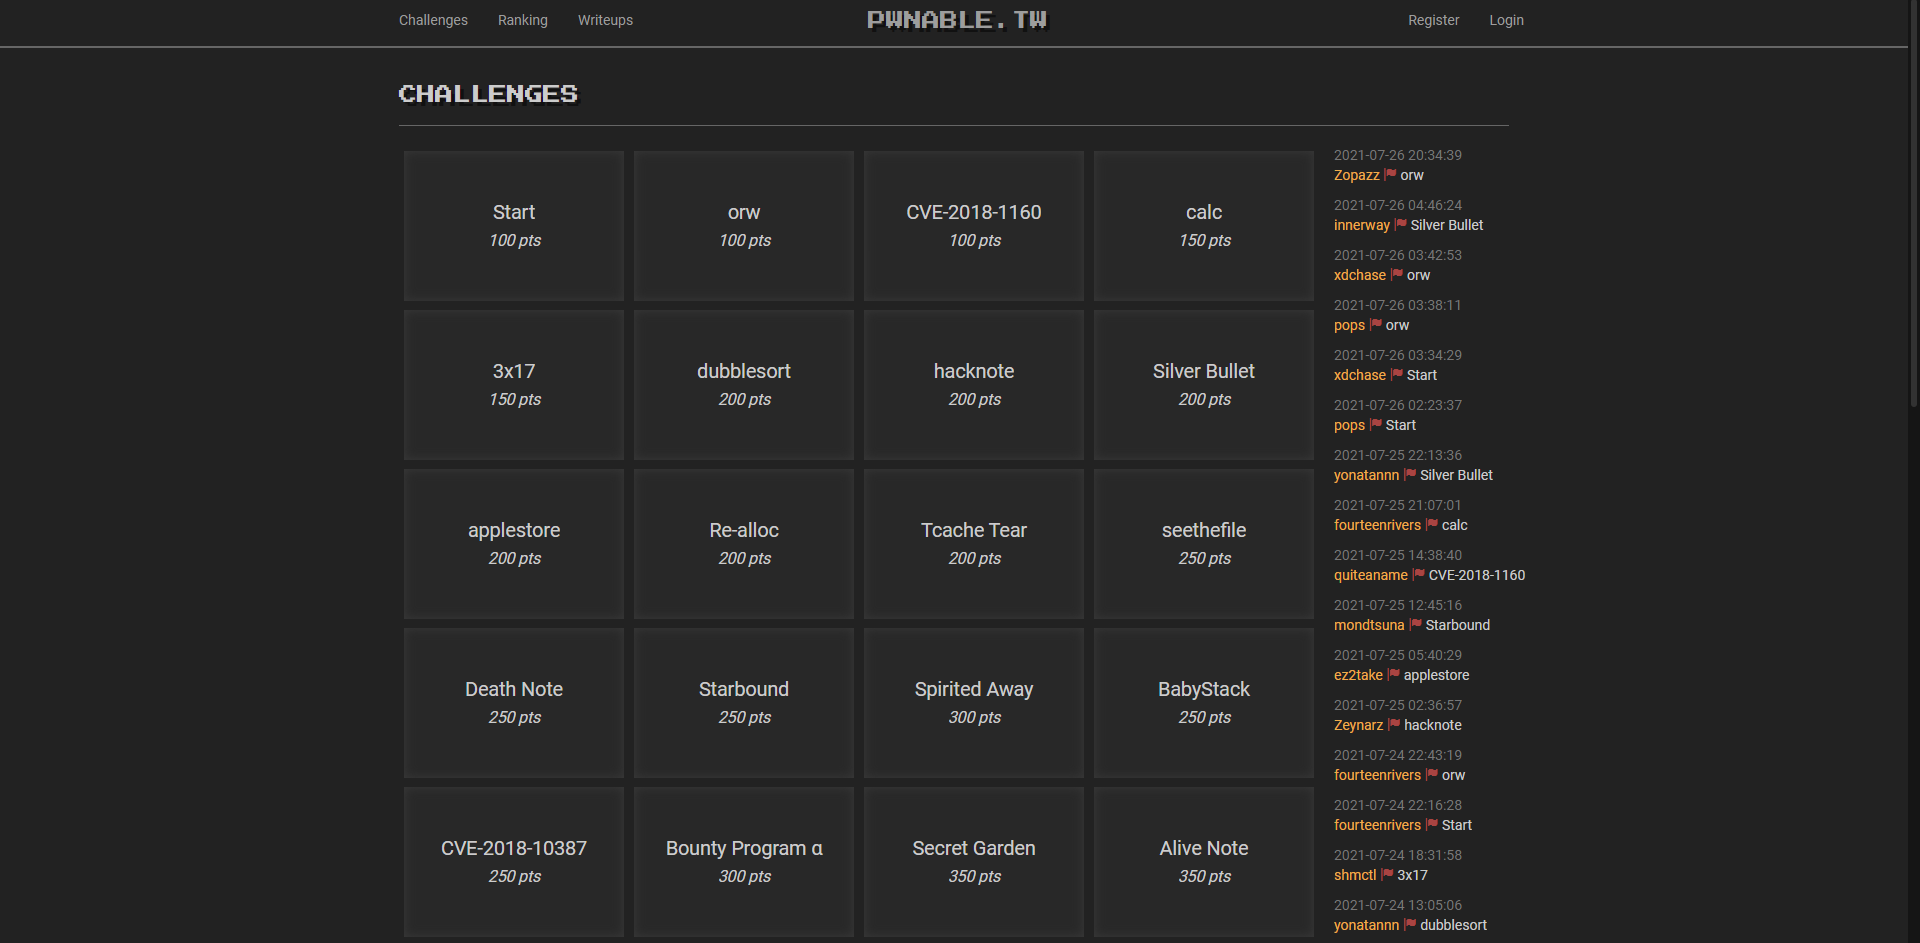 Challenges Ranking Writeups PWNABLE.TW Register Login
CHALLENGES
Start
100 pts
orw
100 pts
CVE-2018-1160
100 pts
calc
150 pts
3x17
150 pts
dubblesort
200 pts
hacknote
200 pts
Silver Bullet
200 pts
applestore
200 pts
Re-alloc
200 pts
Tcache Tear
200 pts
seethefile
250 pts
Death Note
250 pts
Starbound
250 pts
Spirited Away
300 pts
BabyStack
250 pts
CVE-2018-10387
250 pts
Bounty Program α
300 pts
Secret Garden
350 pts
Alive Note
350 pts
2021-07-26 20:34:39
Zopazz orw
2021-07-26 04:46:24
innerway Silver Bullet
2021-07-26 03:42:53
xdchase orw
2021-07-26 03:38:11
pops orw
2021-07-26 03:34:29
xdchase Start
2021-07-26 02:23:37
pops Start
2021-07-25 22:13:36
yonatannn Silver Bullet
2021-07-25 21:07:01
fourteenrivers calc
2021-07-25 14:38:40
quiteaname CVE-2018-1160
2021-07-25 12:45:16
mondtsuna Starbound
2021-07-25 05:40:29
ez2take applestore
2021-07-25 02:36:57
Zeynarz hacknote
2021-07-24 22:43:19
fourteenrivers orw
2021-07-24 22:16:28
fourteenrivers Start
2021-07-24 18:31:58
shmctl 3x17
2021-07-24 13:05:06
yonatannn dubblesort